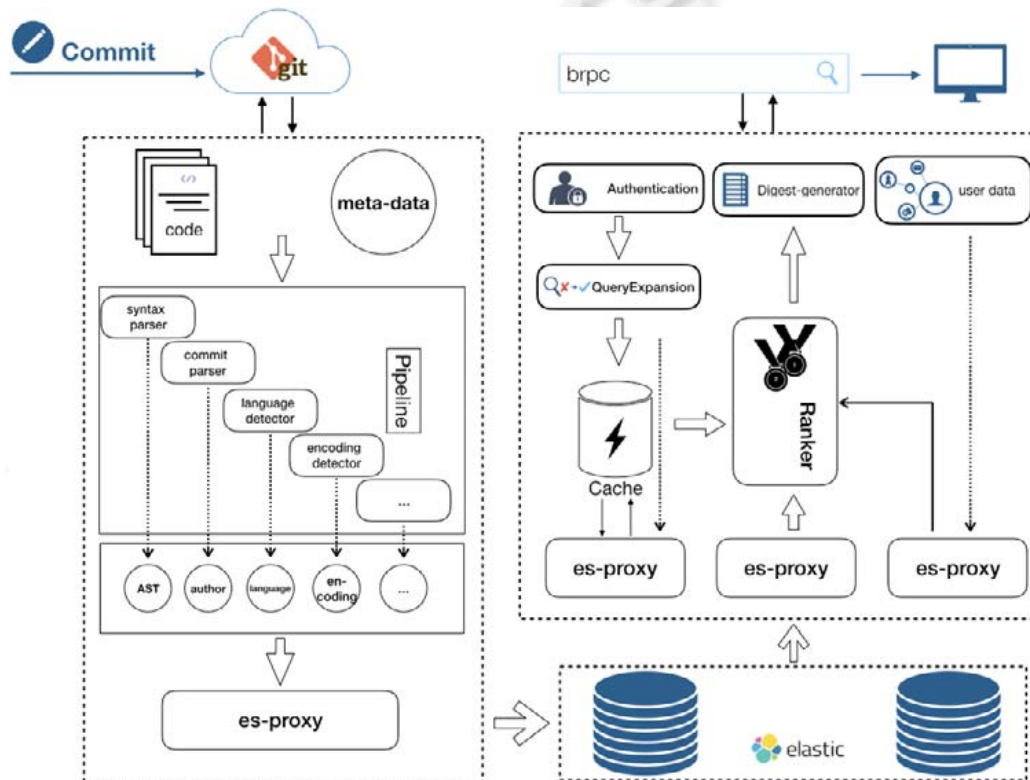 Commit
git
code
meta-data
syntax
parser
commit
parser
language
detector
encoding
detector
...
Pipeline
AST
author
language
en-
coding
...
es-proxy
brpc
Authentication
Digest-generator
user data
QueryExpansion
Cache
Ranker
es-proxy
es-proxy
es-proxy
elastic